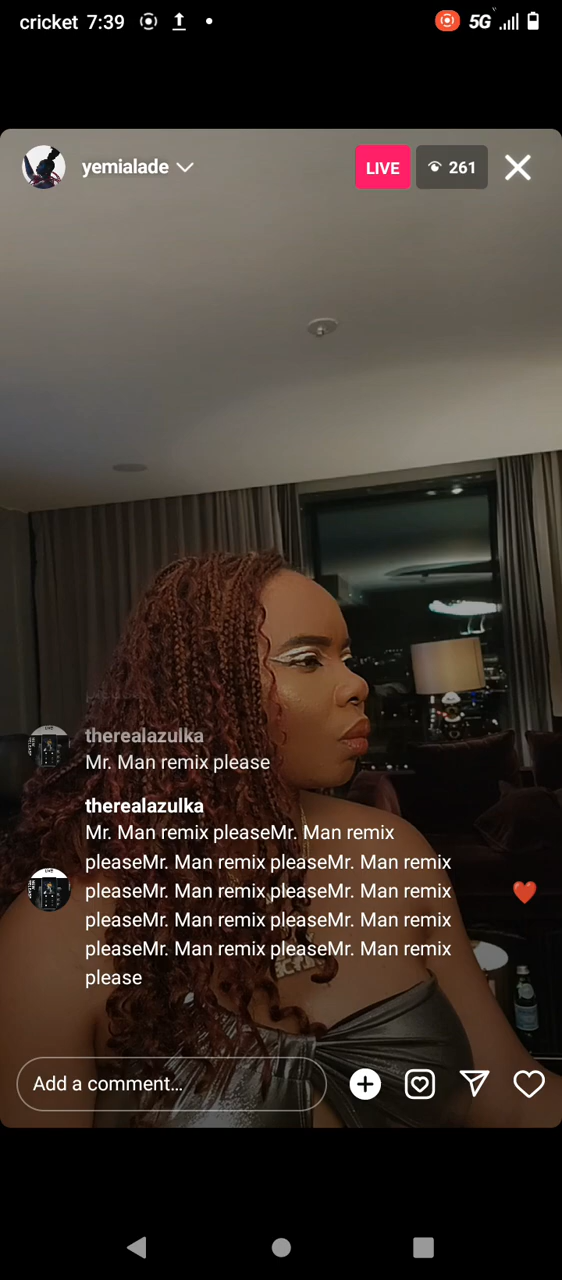 cricket 7:39
5G
yemialade
LIVE
261
therealazulka
Mr. Man remix please
therealazulka
Mr. Man remix pleaseMr. Man remix
pleaseMr. Man remix pleaseMr. Man remix
pleaseMr. Man remix pleaseMr. Man remix
pleaseMr. Man remix pleaseMr. Man remix
pleaseMr. Man remix pleaseMr. Man remix
please
Add a comment...